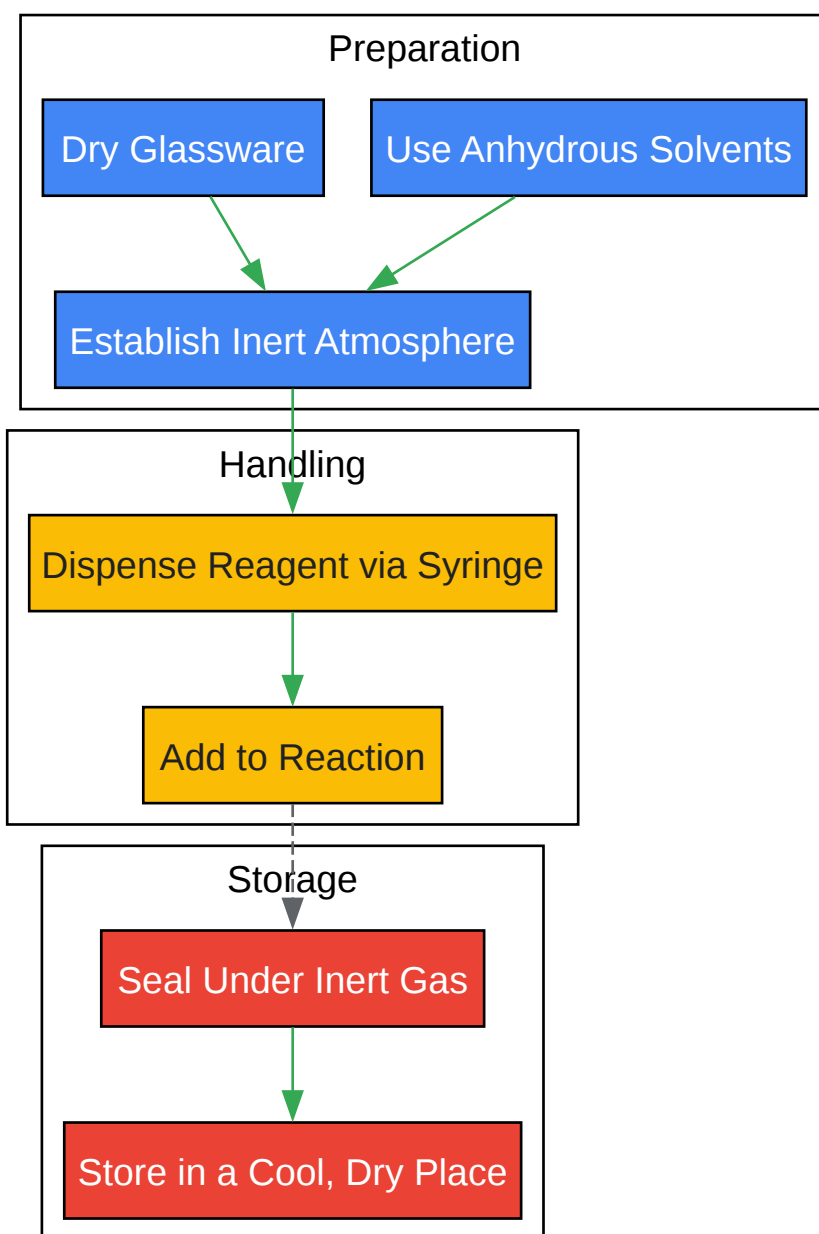 Preparation
Dry Glassware
Use Anhydrous Solvents
Establish Inert Atmosphere
Handling
Dispense Reagent via Syringe
Add to Reaction
Storage
Seal Under Inert Gas
Store in a Cool, Dry Place